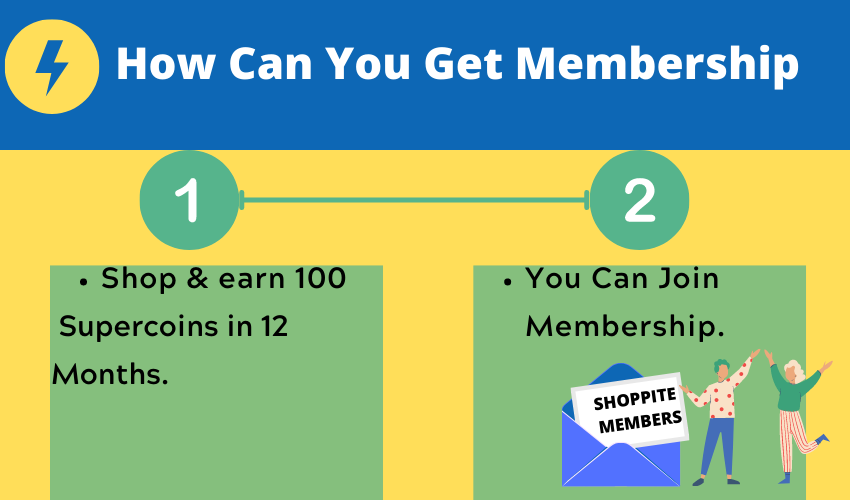 How Can You Get Membership
1
2
• Shop & earn 100
Supercoins in 12
Months.
• You Can Join
Membership.
SHOPPITE
MEMBERS